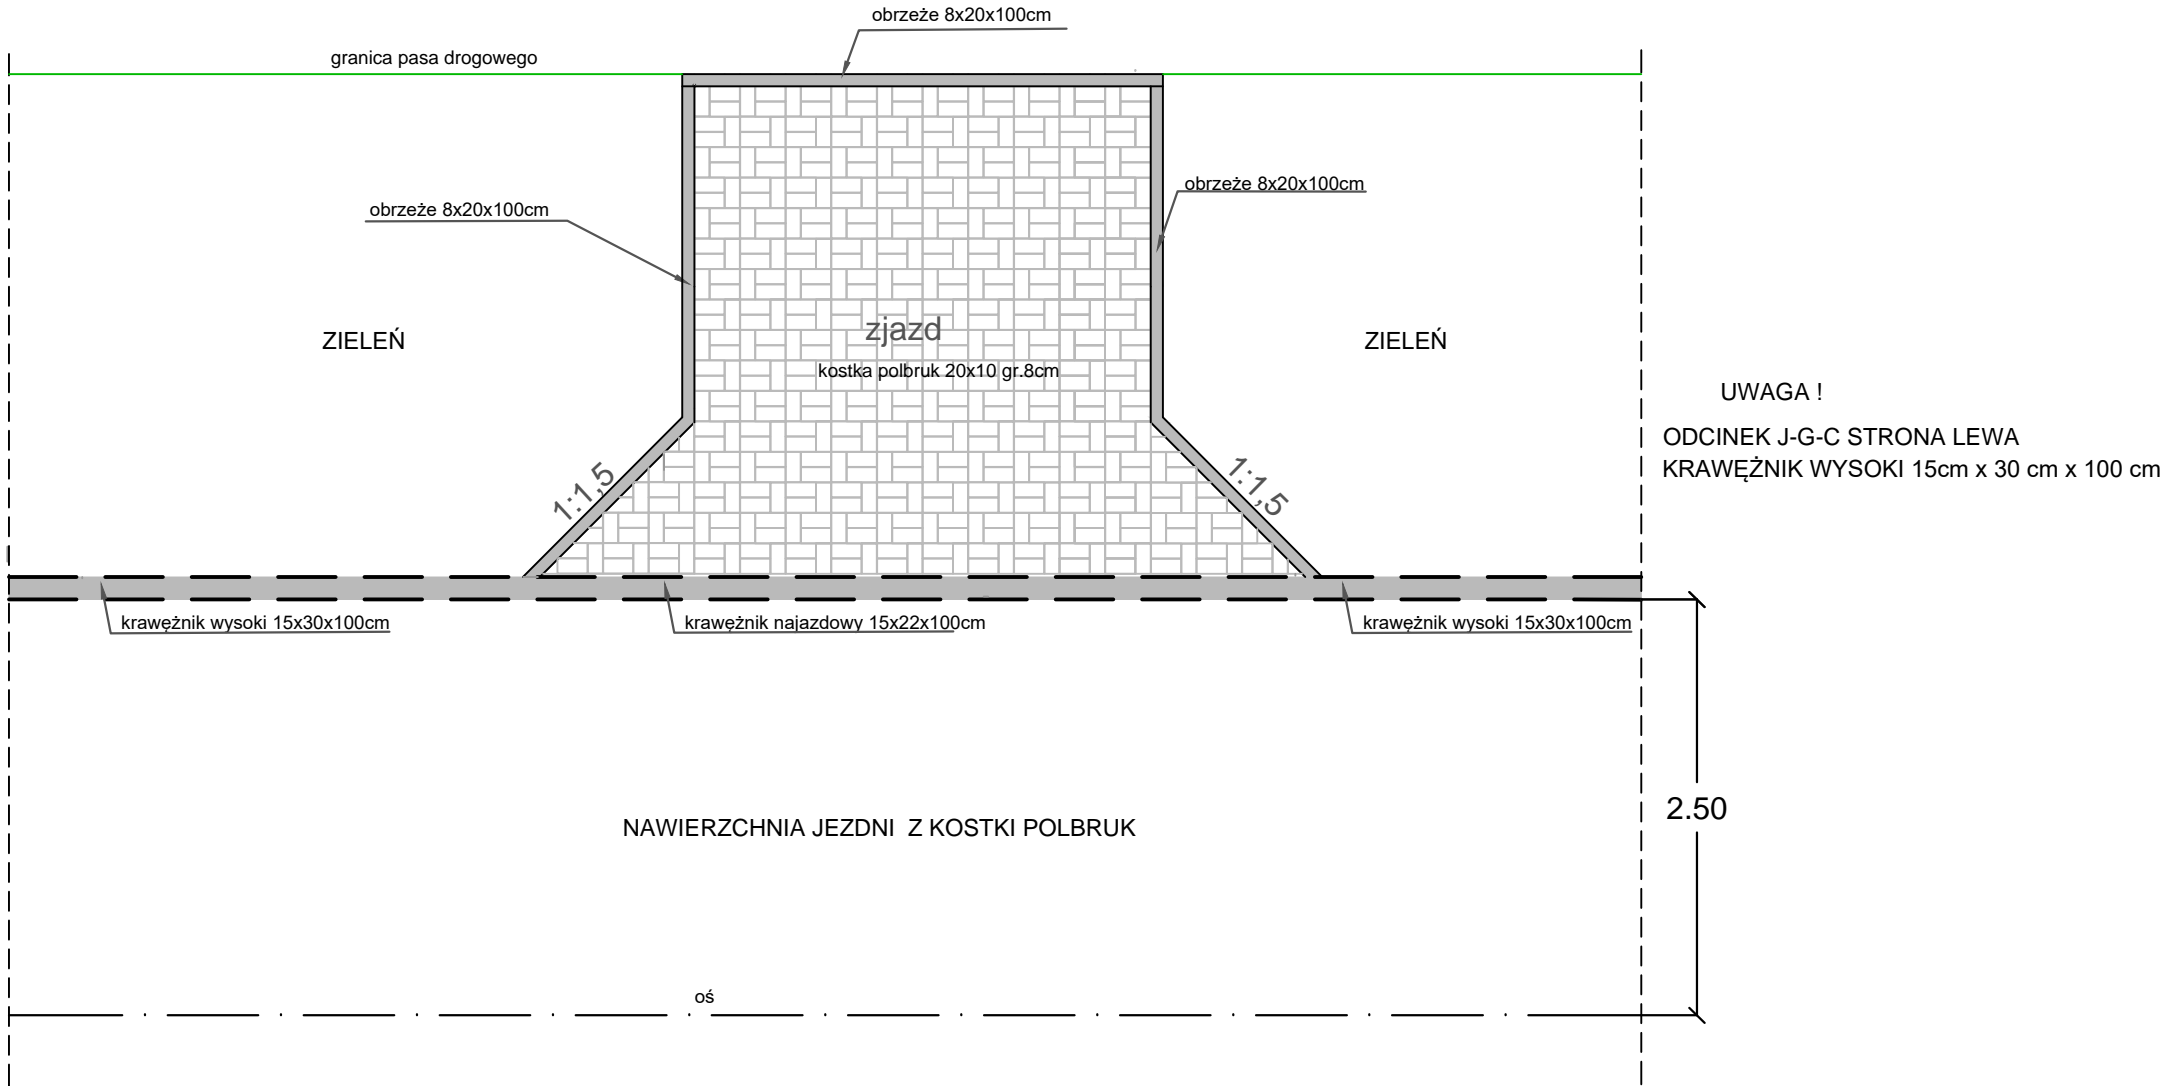 obrzeże 8x20x100cm
granica pasa drogowego
obrzeże 8x20x100cm
obrzeże 8x20x100cm
zjazd
kostka polbruk 20x10 gr.8cm
ZIELEŃ
ZIELEŃ
UWAGA !
ODCINEK J-G-C STRONA LEWA
KRAWĘŻNIK WYSOKI 15cm x 30 cm x 100 cm
1:1,5
1:1,5
krawężnik wysoki 15x30x100cm
krawężnik najazdowy 15x22x100cm
krawężnik wysoki 15x30x100cm
2.50
NAWIERZCHNIA JEZDNI  Z KOSTKI POLBRUK
oś